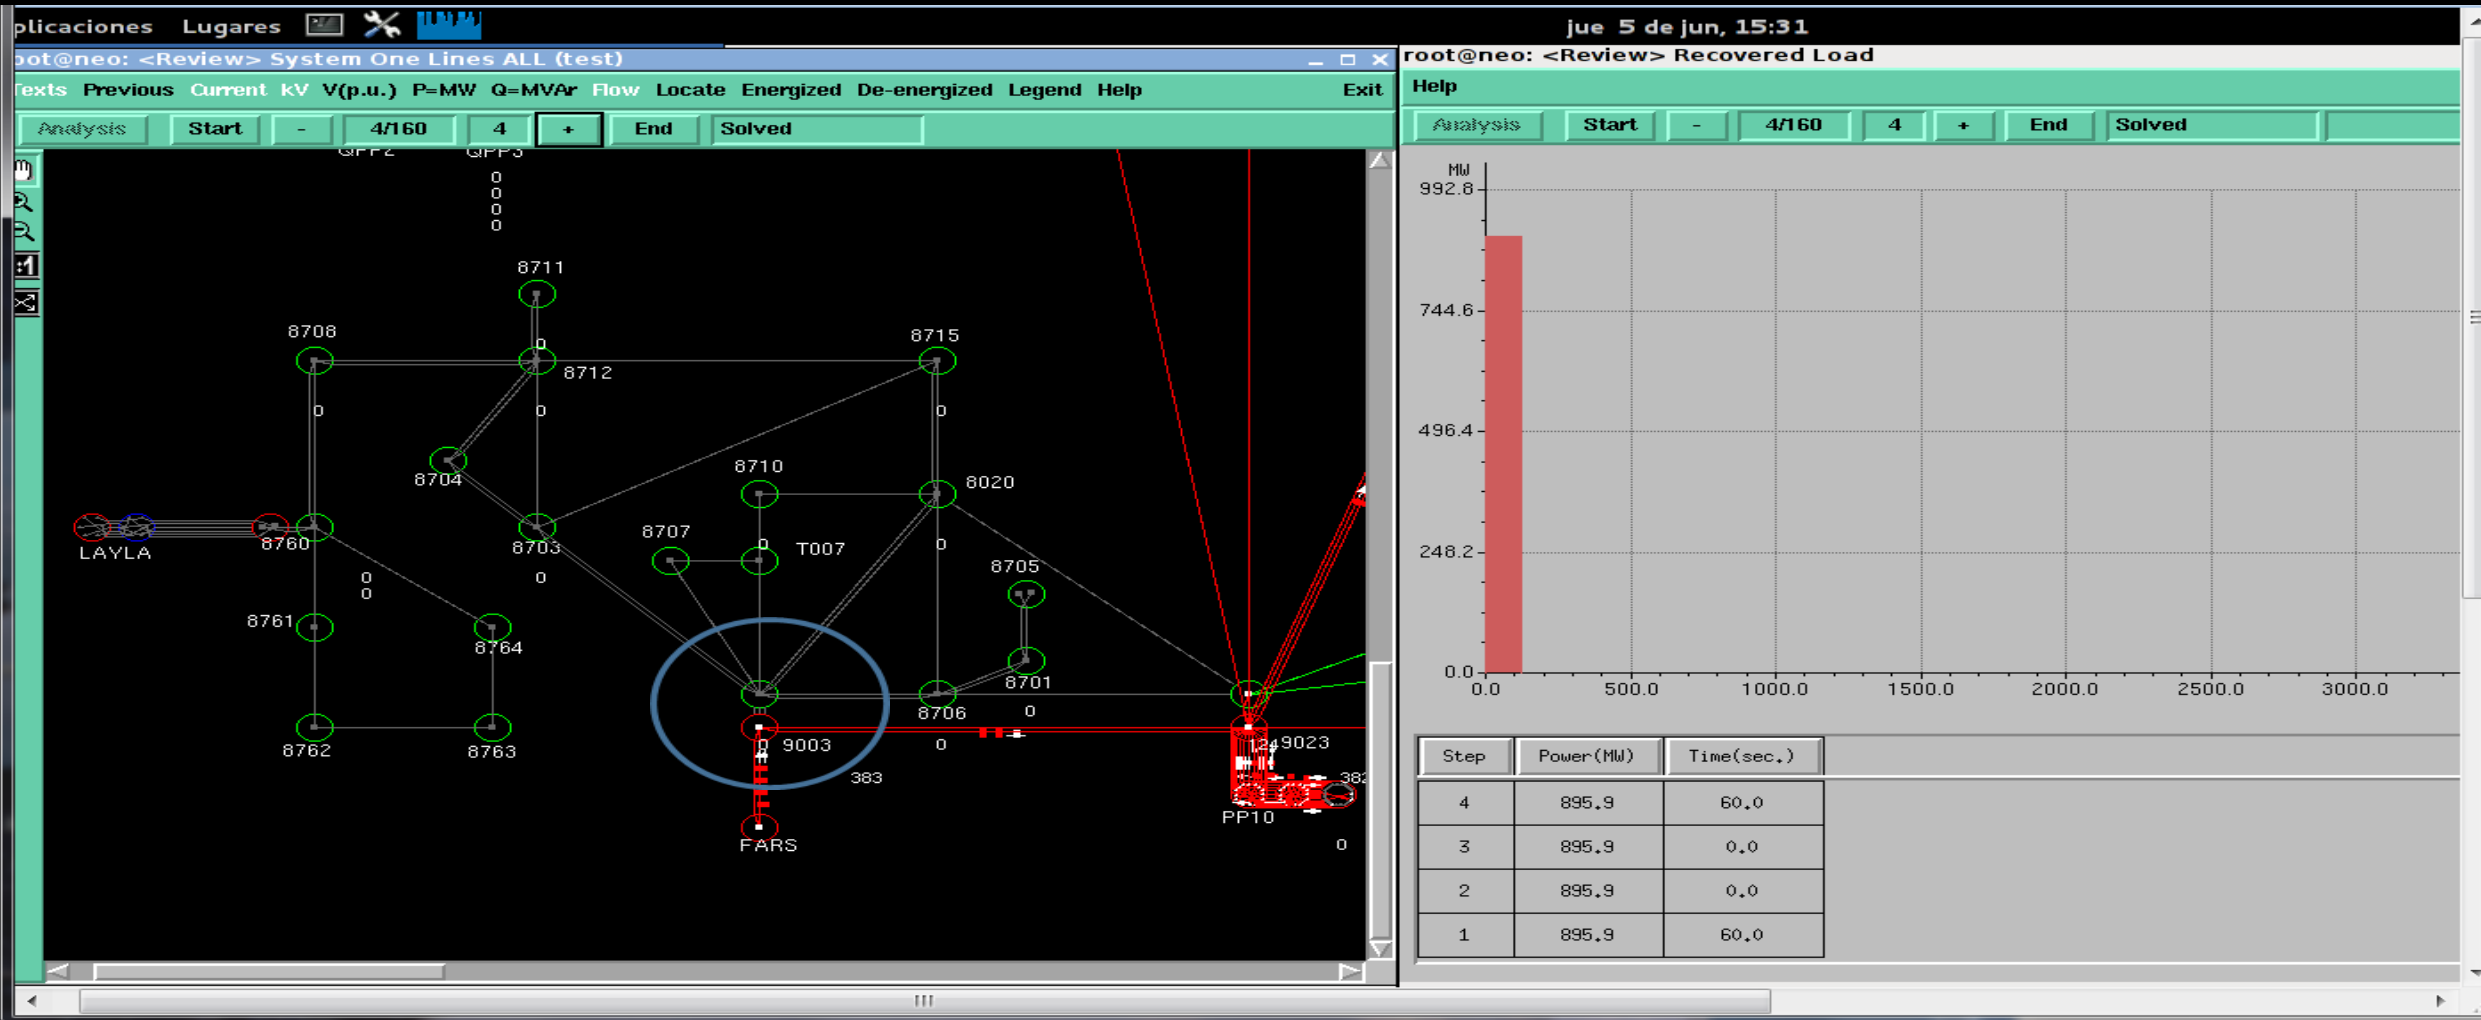 plicaciones Lugares jue 5 de jun, 15:31
oot@neo: <Review> System One Lines ALL (test)
Texts Previous Current kV V(p.u.) P=MW Q=MVAr Flow Locate Energized De-energized Legend Help Exit
Analysis Start - 4/160 4 + End Solved
QPP2 QPP3
0
0
0
0
8711
8708
0
8715
8712
0
0
0
8710
8704
8020
8707
8760
8703
0
T007
0
LAYLA
8705
0
0
0
8761
8764
8701
8706
0
8762
8763
0
9003
0
124
9023
383
382
PP10
FARS
0
root@neo: <Review> Recovered Load
Help
Analysis Start - 4/160 4 + End Solved
MW
992.8
744.6
496.4
248.2
0.0
0.0 500.0 1000.0 1500.0 2000.0 2500.0 3000.0
Step Power(MW) Time(sec.)
4 895.9 60.0
3 895.9 0.0
2 895.9 0.0
1 895.9 60.0